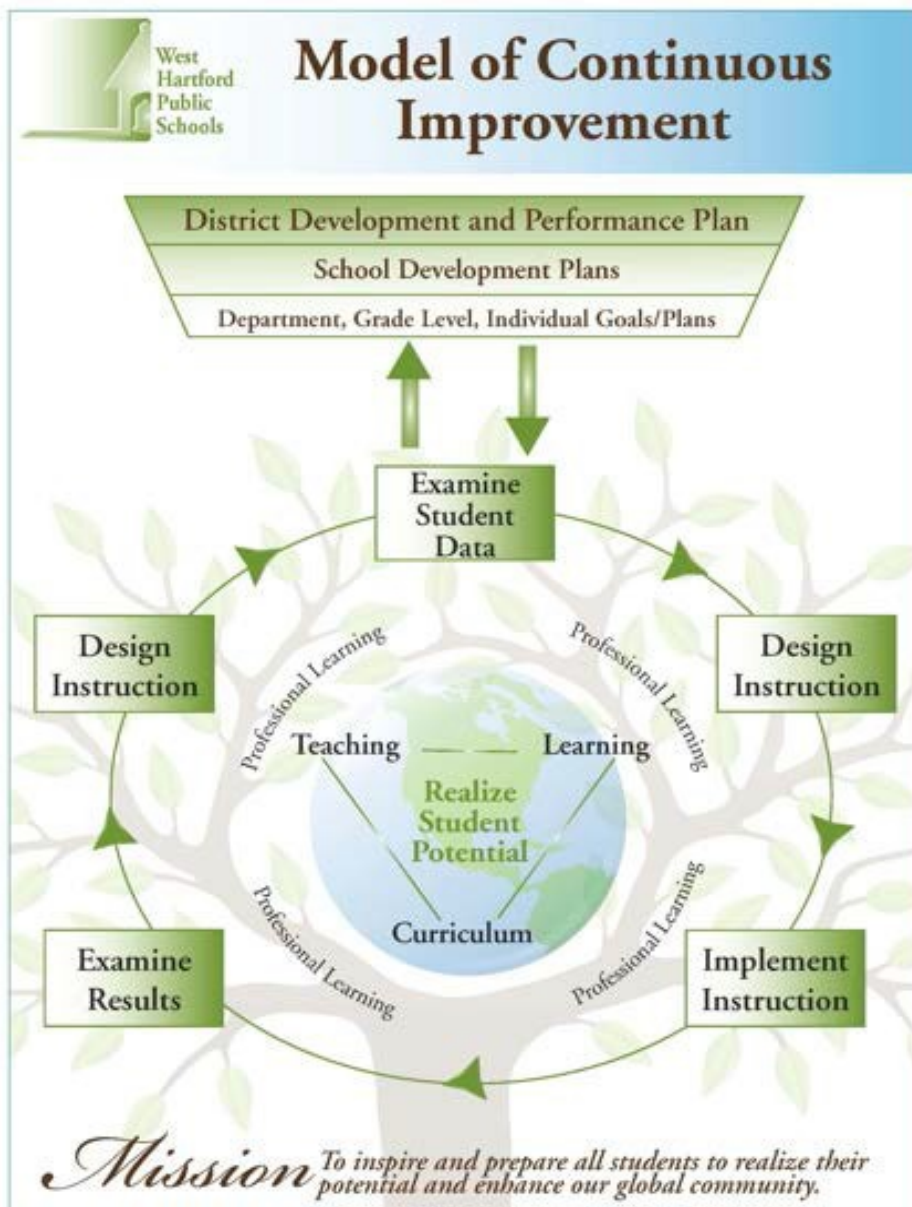 West
Hartford
Public
Schools
Model of Continuous
Improvement
District Development and Performance Plan
School Development Plans
Department, Grade Level, Individual Goals/Plans
Examine
Student
Data
Design
Instruction
Design
Instruction
Professional Learning
Professional Learning
Teaching
Learning
Realize
Student
Potential
Curriculum
Professional Learning
Professional Learning
Examine
Results
Implement
Instruction
Mission
To inspire and prepare all students to realize their
potential and enhance our global community.